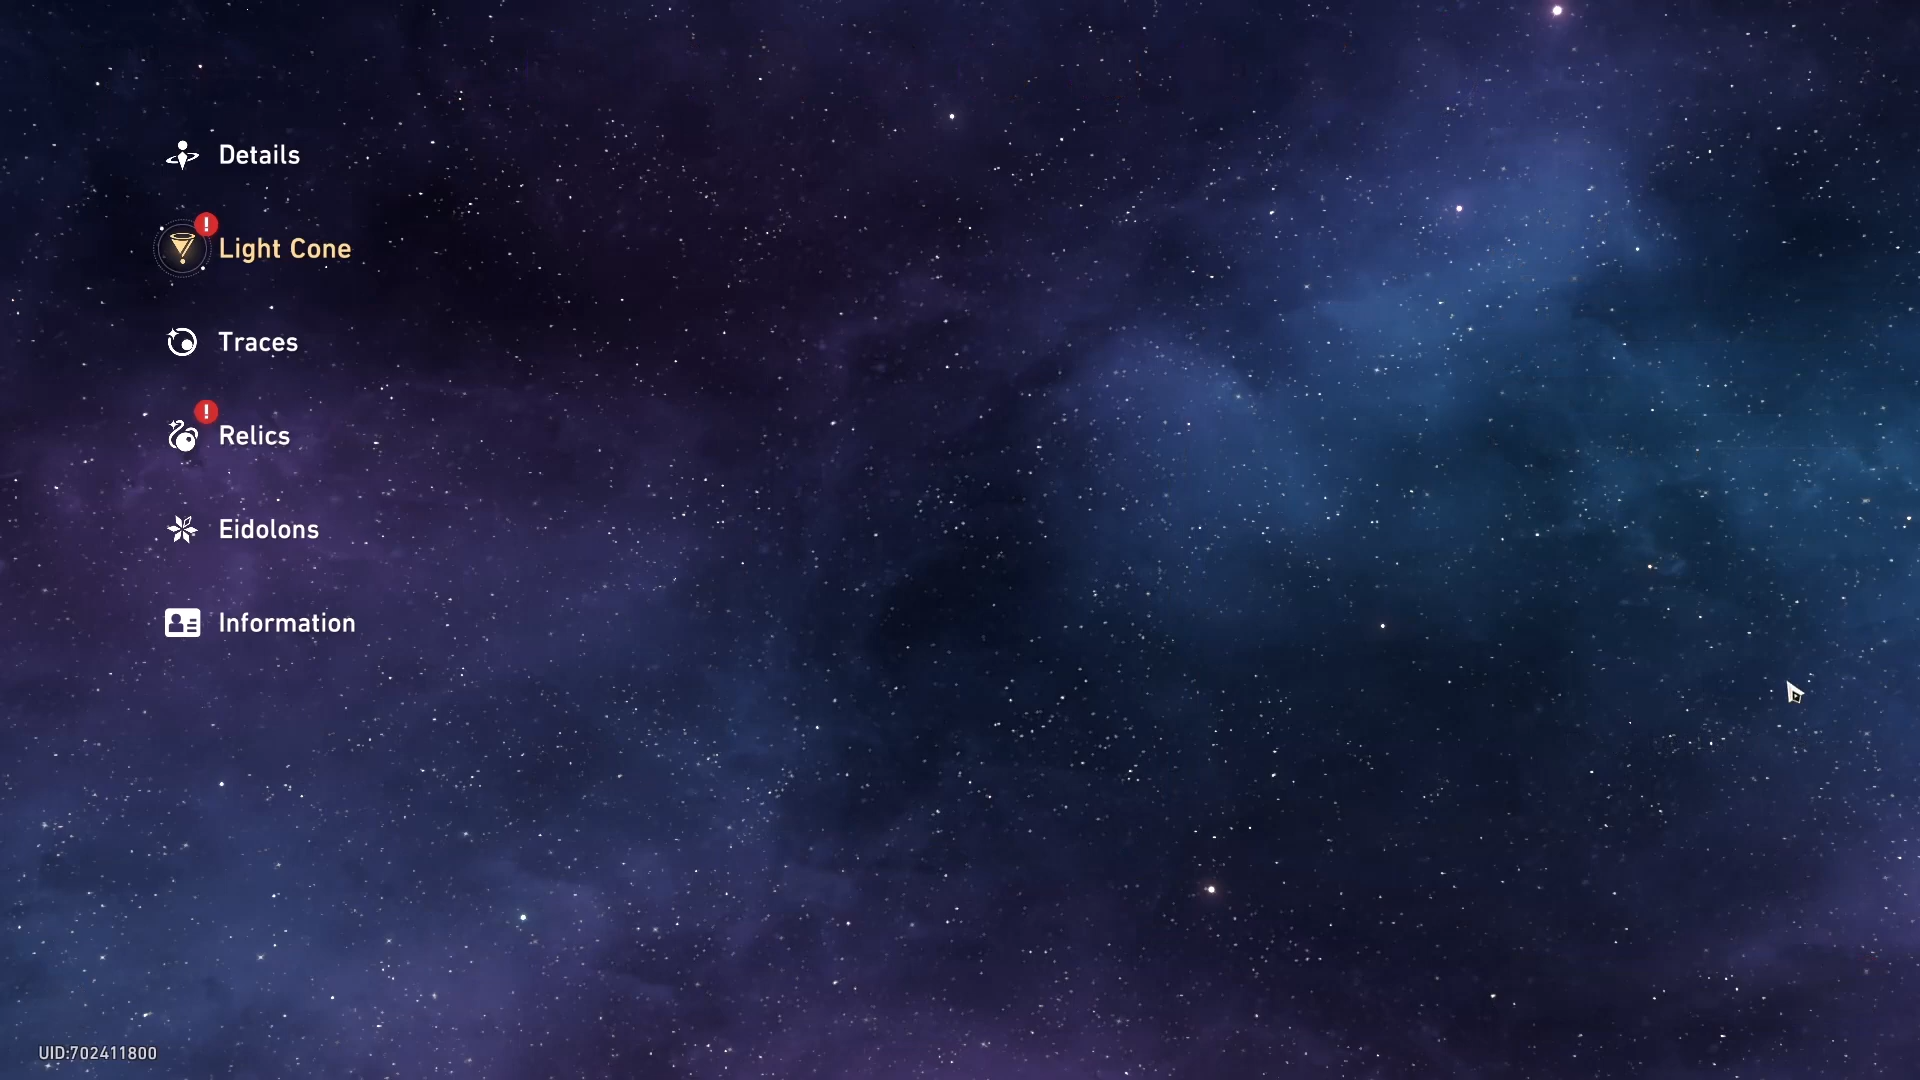 Details
Light Cone
Traces
Relics
Eidolons
Information
UID:702411800